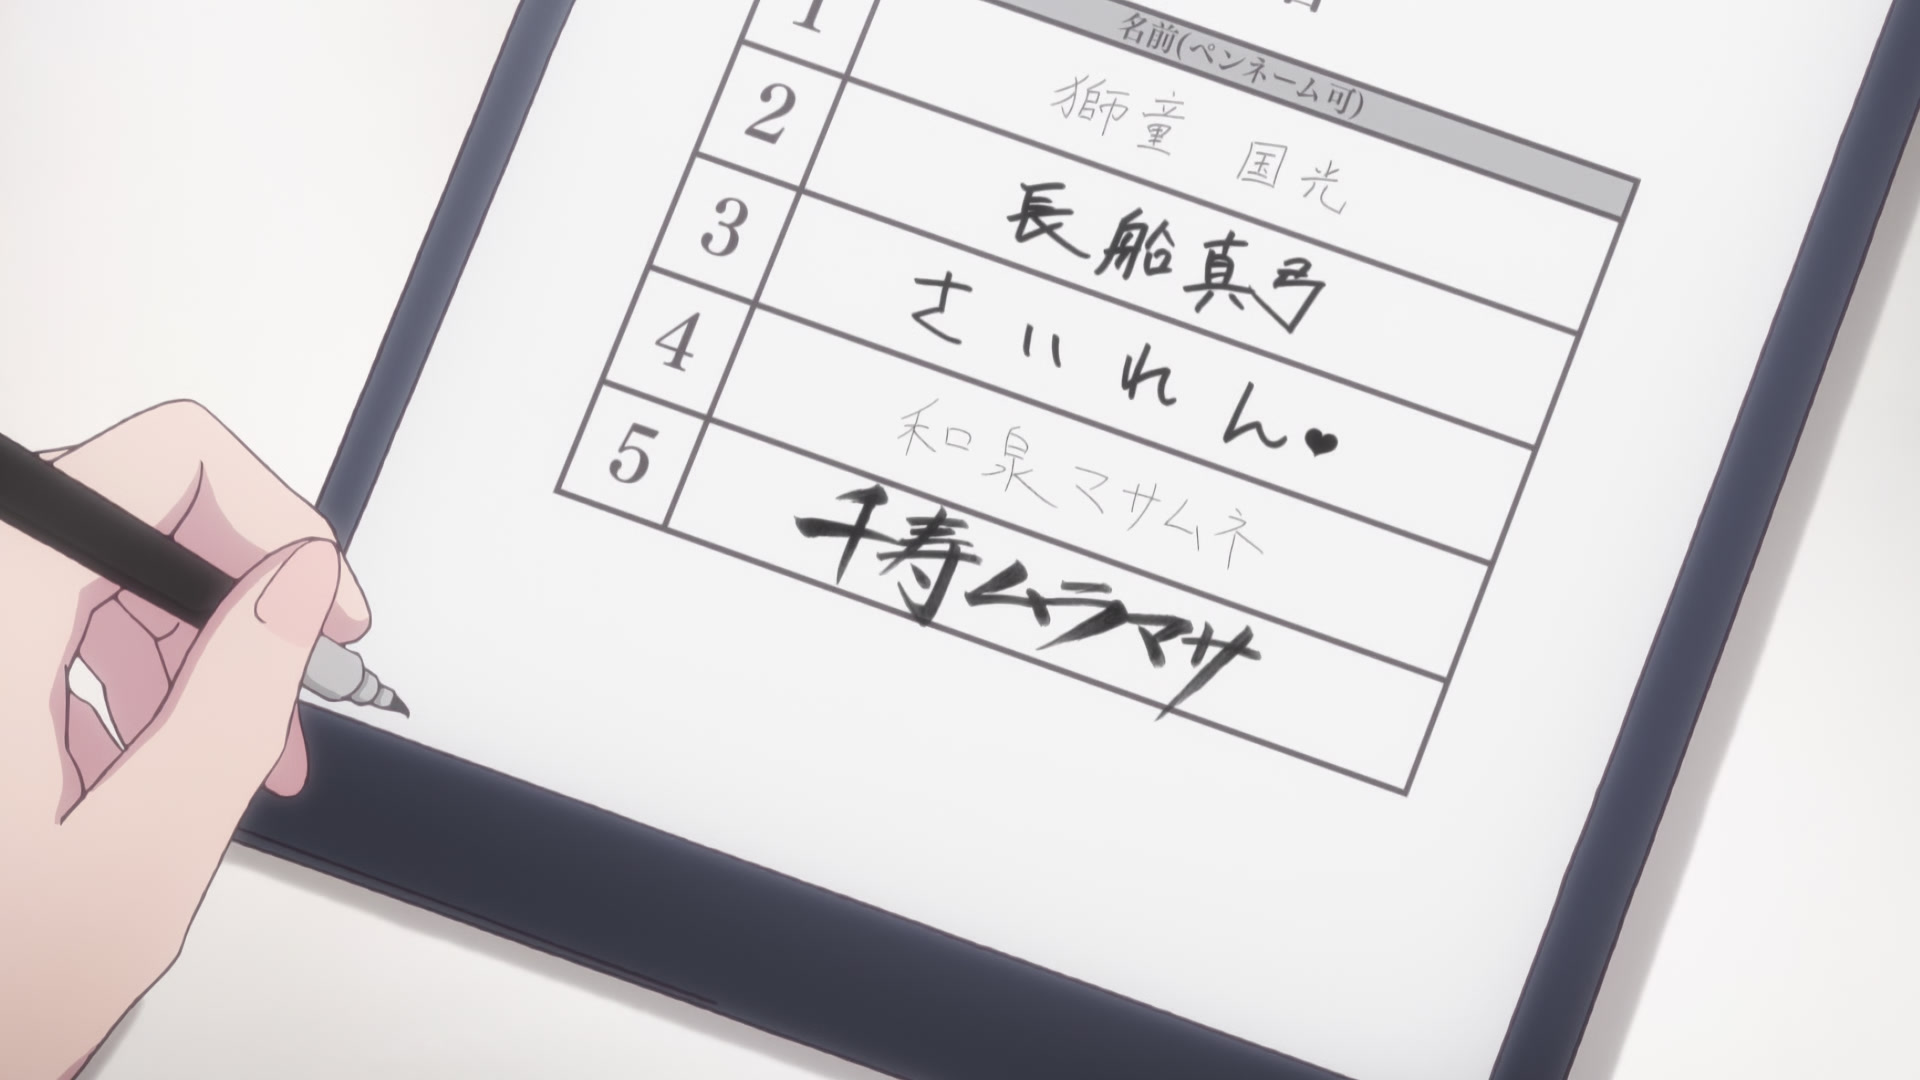 名前(ペンネーム可)
1 獅童 国光
2 長船真弓
3 さいれん♥
4 和泉マサムネ
5 千寿ムラマサ